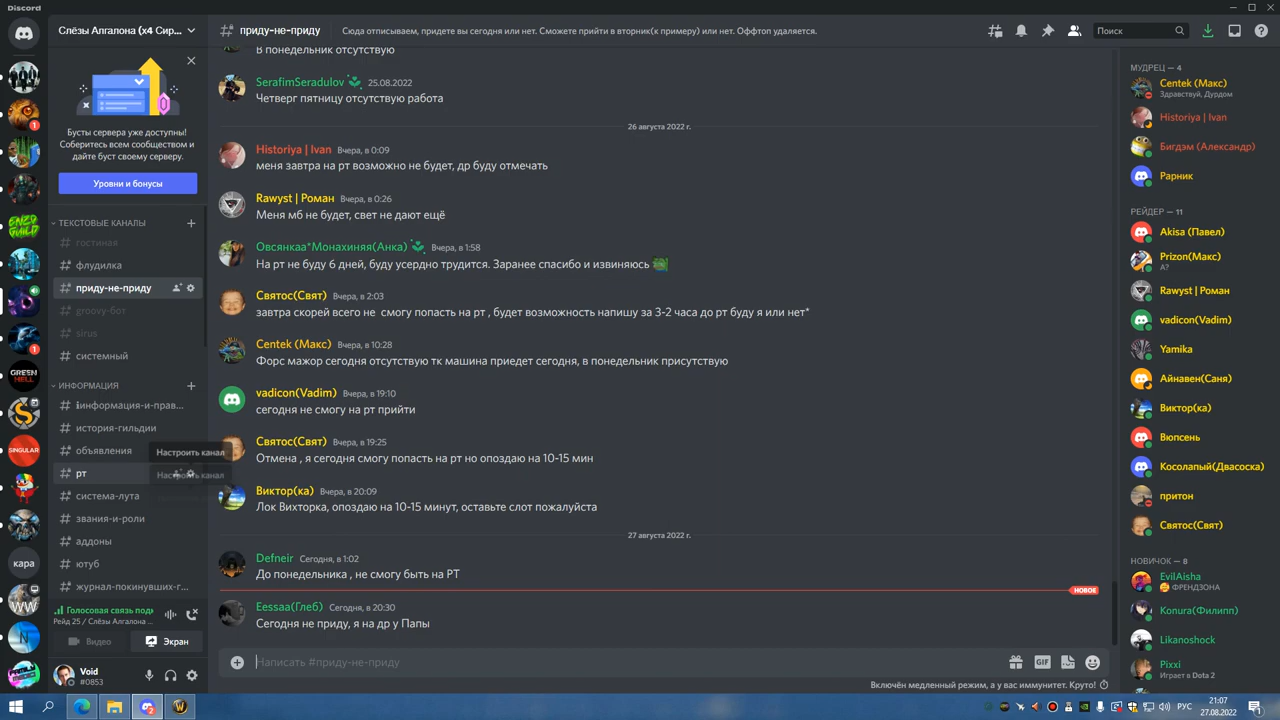 Discord
Слёзы Алгалона (x4 Сир...
приду-не-приду
Сюда отписываем, придете вы сегодня или нет. Сможете прийти в вторник(к примеру) или нет. Оффтоп удаляется.
Поиск
Бусты сервера уже доступны!
Соберитесь всем сообществом и
дайте буст своему серверу.
Уровни и бонусы
ТЕКСТОВЫЕ КАНАЛЫ
гостиная
флудилка
приду-не-приду
groovy-бот
sirus
системный
ИНФОРМАЦИЯ
информация-и-прав...
история-гильдии
объявления
Настроить канал
рт
Настроить канал
система-лута
звания-и-роли
аддоны
ютуб
журнал-покинувших-г...
1
ENZO
GUILD
1
GREEN
HELL
SINGULAR
кара
WW
Голосовая связь подк
Рейд 25 / Слёзы Алгалона ...
Видео
Экран
Void
#0853
В понедельник отсутствую
SerafimSeradulov 25.08.2022
Четверг пятницу отсутствую работа
26 августа 2022 г.
Historiya | Ivan Вчера, в 0:09
меня завтра на рт возможно не будет, др буду отмечать
Rawyst | Роман Вчера, в 0:26
Меня мб не будет, свет не дают ещё
Овсянкаа*Монахиняя(Анка) Вчера, в 1:58
На рт не буду 6 дней, буду усердно трудится. Заранее спасибо и извиняюсь
Святос(Свят) Вчера, в 2:03
завтра скорей всего не смогу попасть на рт , будет возможность напишу за 3-2 часа до рт буду я или нет*
Centek (Макс) Вчера, в 10:28
Форс мажор сегодня отсутствую тк машина приедет сегодня, в понедельник присутствую
vadicon(Vadim) Вчера, в 19:10
сегодня не смогу на рт прийти
Святос(Свят) Вчера, в 19:25
Отмена , я сегодня смогу попасть на рт но опоздаю на 10-15 мин
Виктор(ка) Вчера, в 20:09
Лок Вихторка, опоздаю на 10-15 минут, оставьте слот пожалуйста
27 августа 2022 г.
Defneir Сегодня, в 1:02
До понедельника , не смогу быть на РТ
НОВОЕ
Eessaa(Глеб) Сегодня, в 20:30
Сегодня не приду, я на др у Папы
Написать #приду-не-приду
GIF
Включён медленный режим, а у вас иммунитет. Круто!
МУДРЕЦ — 4
Centek (Макс)
Здравствуй, Дурдом
Historiya | Ivan
Бигдэм (Александр)
Рарник
РЕЙДЕР — 11
Akisa (Павел)
Prizon(Макс)
А?
Rawyst | Роман
vadicon(Vadim)
Yamika
Айнавен(Саня)
Виктор(ка)
Вюпсень
Косолапый(Двасоска)
притон
Святос(Свят)
НОВИЧОК — 8
EvilAisha
ФРЕНДЗОНА
Konura(Филипп)
Likanoshock
Pixxi
Играет в Dota 2
2
РУС
21:07
27.08.2022
1